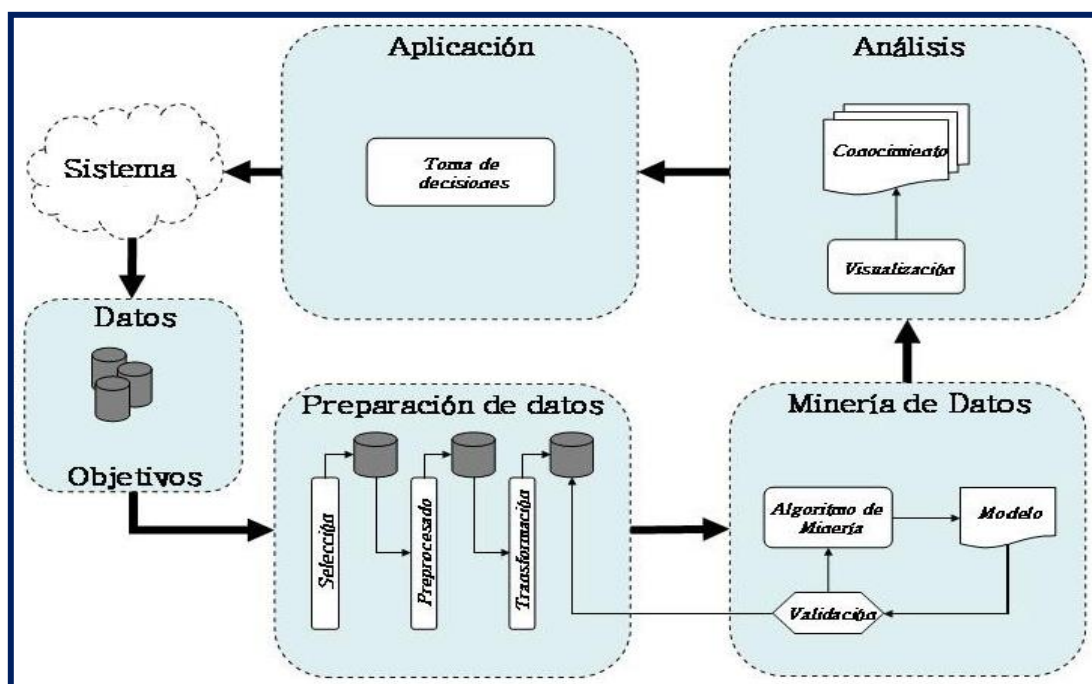 Aplicación
Análisis
Sistema
Toma de
decisiones
Conocimiento
Visualización
Datos
Objetivos
Preparación de datos
Selección
Preprocesado
Transformación
Minería de Datos
Algoritmo de
Minería
Modelo
Validación